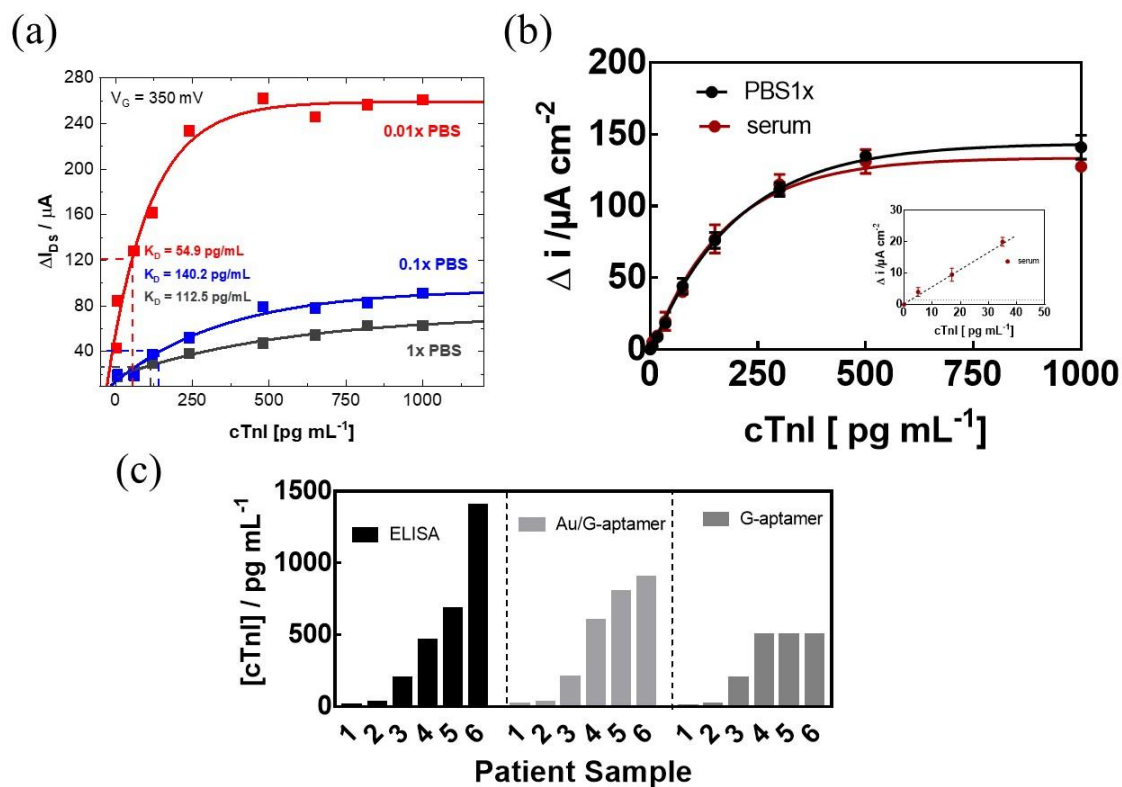 (a)
280
240
200
160
120
80
40
V_G = 350 mV
0.01x PBS
K_D = 54.9 pg/mL
K_D = 140.2 pg/mL
K_D = 112.5 pg/mL
0.1x PBS
1x PBS
ΔI_DS / µA
0 250 500 750 1000
cTnI [pg mL⁻¹]
(b)
200
150
100
50
0
PBS1x
serum
Δ i /µA cm⁻²
0 250 500 750 1000
cTnI [ pg mL⁻¹]
30
20
10
0
Δ i /µA cm⁻²
serum
0 10 20 30 40 50
cTnI [ pg mL⁻¹]
(c)
1500
1000
500
0
[cTnI] / pg mL⁻¹
ELISA
Au/G-aptamer
G-aptamer
1 2 3 4 5 6 1 2 3 4 5 6 1 2 3 4 5 6
Patient Sample